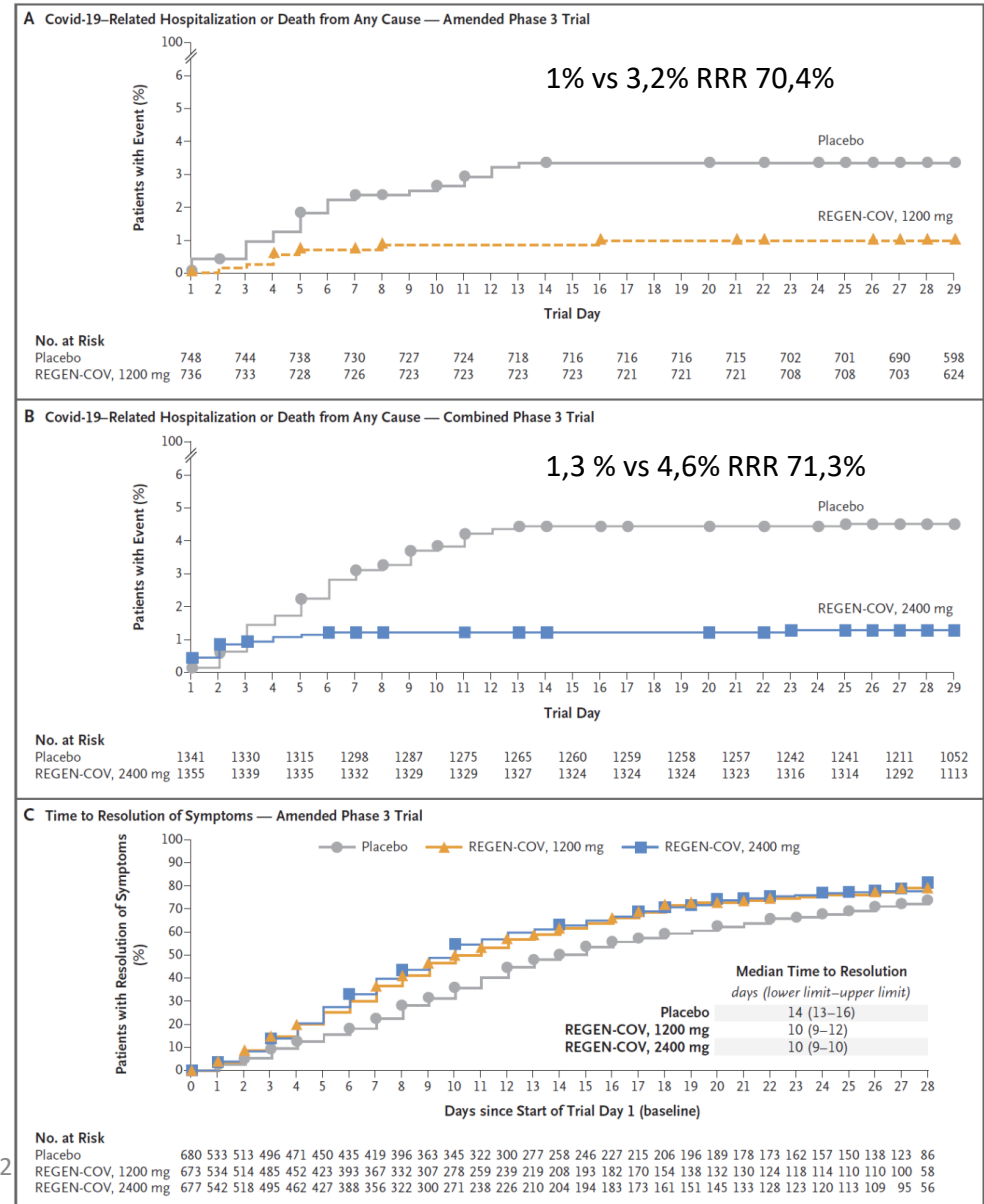 A Covid-19–Related Hospitalization or Death from Any Cause — Amended Phase 3 Trial
1% vs 3,2% RRR 70,4%
Patients with Event (%)
100
6
5
4
3
2
1
0
Placebo
REGEN-COV, 1200 mg
1 2 3 4 5 6 7 8 9 10 11 12 13 14 15 16 17 18 19 20 21 22 23 24 25 26 27 28 29
Trial Day
No. at Risk
Placebo 748 744 738 730 727 724 718 716 716 716 715 702 701 690 598
REGEN-COV, 1200 mg 736 733 728 726 723 723 723 723 721 721 721 708 708 703 624
B Covid-19–Related Hospitalization or Death from Any Cause — Combined Phase 3 Trial
1,3 % vs 4,6% RRR 71,3%
Patients with Event (%)
100
6
5
4
3
2
1
0
Placebo
REGEN-COV, 2400 mg
1 2 3 4 5 6 7 8 9 10 11 12 13 14 15 16 17 18 19 20 21 22 23 24 25 26 27 28 29
Trial Day
No. at Risk
Placebo 1341 1330 1315 1298 1287 1275 1265 1260 1259 1258 1257 1242 1241 1211 1052
REGEN-COV, 2400 mg 1355 1339 1335 1332 1329 1329 1327 1324 1324 1324 1323 1316 1314 1292 1113
C Time to Resolution of Symptoms — Amended Phase 3 Trial
Patients with Resolution of Symptoms
(%)
100
90
80
70
60
50
40
30
20
10
0
Placebo REGEN-COV, 1200 mg REGEN-COV, 2400 mg
Median Time to Resolution
days (lower limit–upper limit)
Placebo 14 (13–16)
REGEN-COV, 1200 mg 10 (9–12)
REGEN-COV, 2400 mg 10 (9–10)
0 1 2 3 4 5 6 7 8 9 10 11 12 13 14 15 16 17 18 19 20 21 22 23 24 25 26 27 28
Days since Start of Trial Day 1 (baseline)
No. at Risk
Placebo 680 533 513 496 471 450 435 419 396 363 345 322 300 277 258 246 227 215 206 196 189 178 173 162 157 150 138 123 86
REGEN-COV, 1200 mg 673 534 514 485 452 423 393 367 332 307 278 259 239 219 208 193 182 170 154 138 132 130 124 118 114 110 110 100 58
REGEN-COV, 2400 mg 677 542 518 495 462 427 388 356 322 300 271 238 226 210 204 194 183 173 161 151 145 133 128 123 120 113 109 95 56
2